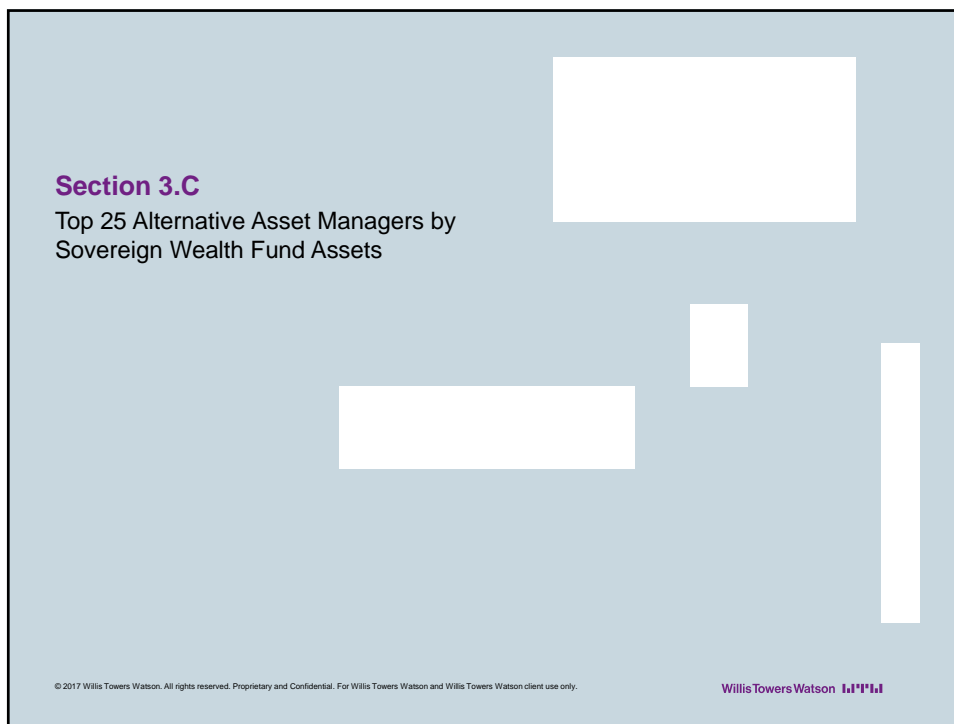 Section 3.C
Top 25 Alternative Asset Managers by
Sovereign Wealth Fund Assets
© 2017 Willis Towers Watson. All rights reserved. Proprietary and Confidential. For Willis Towers Watson and Willis Towers Watson client use only.
WillisTowersWatson